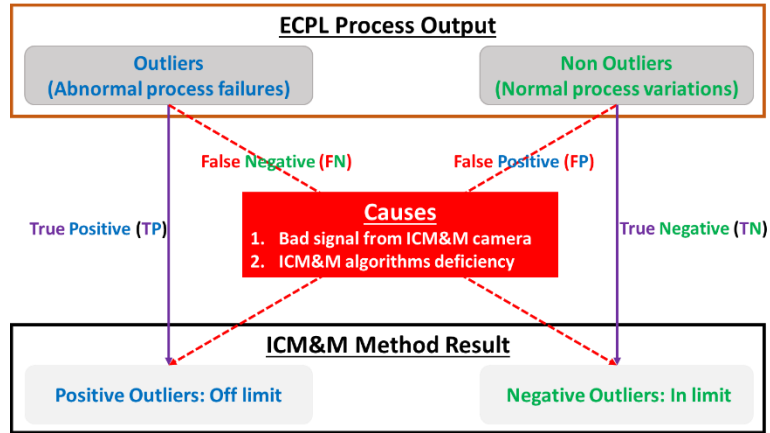 ECPL Process Output
Outliers
(Abnormal process failures)
Non Outliers
(Normal process variations)
False Negative (FN)
False Positive (FP)
True Positive (TP)
Causes
1. Bad signal from ICM&M camera
2. ICM&M algorithms deficiency
True Negative (TN)
ICM&M Method Result
Positive Outliers: Off limit
Negative Outliers: In limit